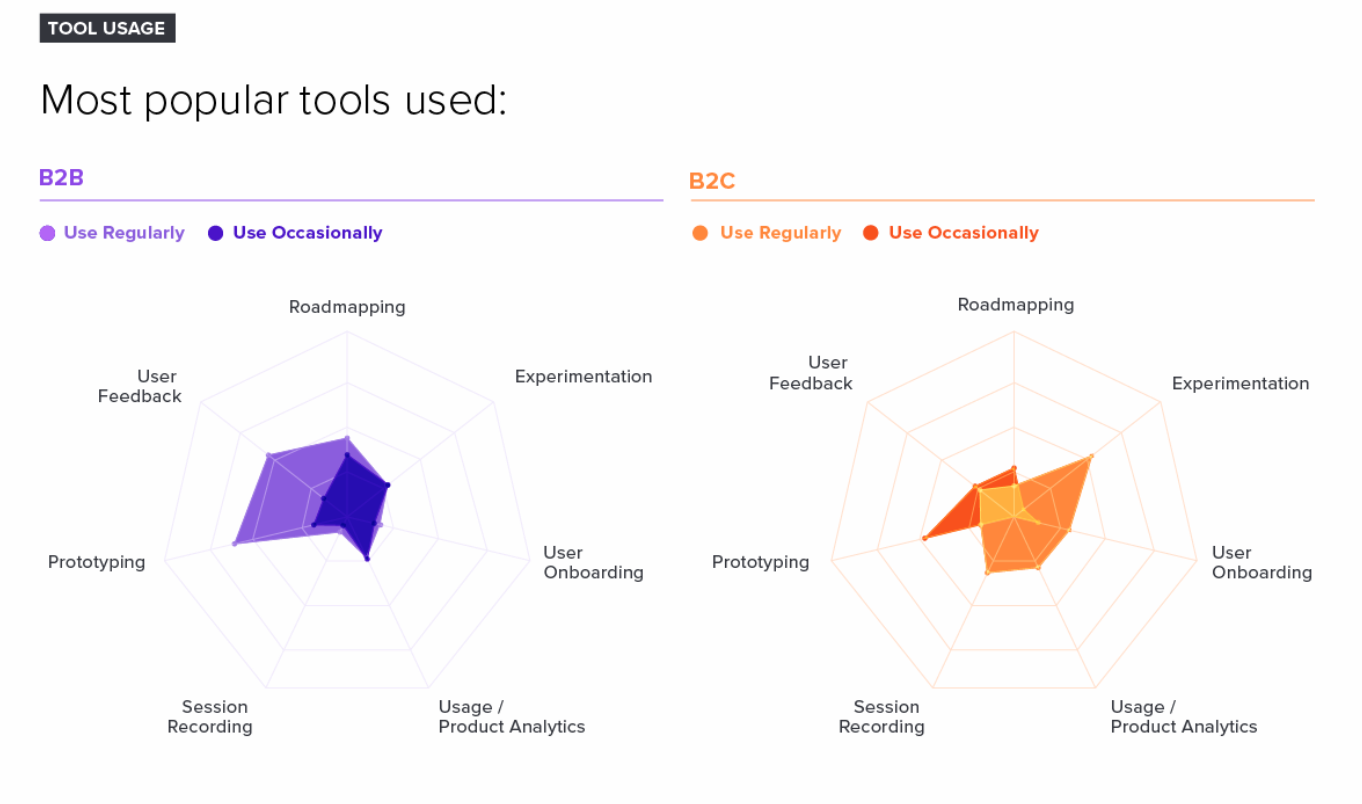 TOOL USAGE
Most popular tools used:
B2B
Use Regularly
Use Occasionally
Roadmapping
User
Feedback
Experimentation
Prototyping
User
Onboarding
Session
Recording
Usage /
Product Analytics
B2C
Use Regularly
Use Occasionally
Roadmapping
User
Feedback
Experimentation
Prototyping
User
Onboarding
Session
Recording
Usage /
Product Analytics